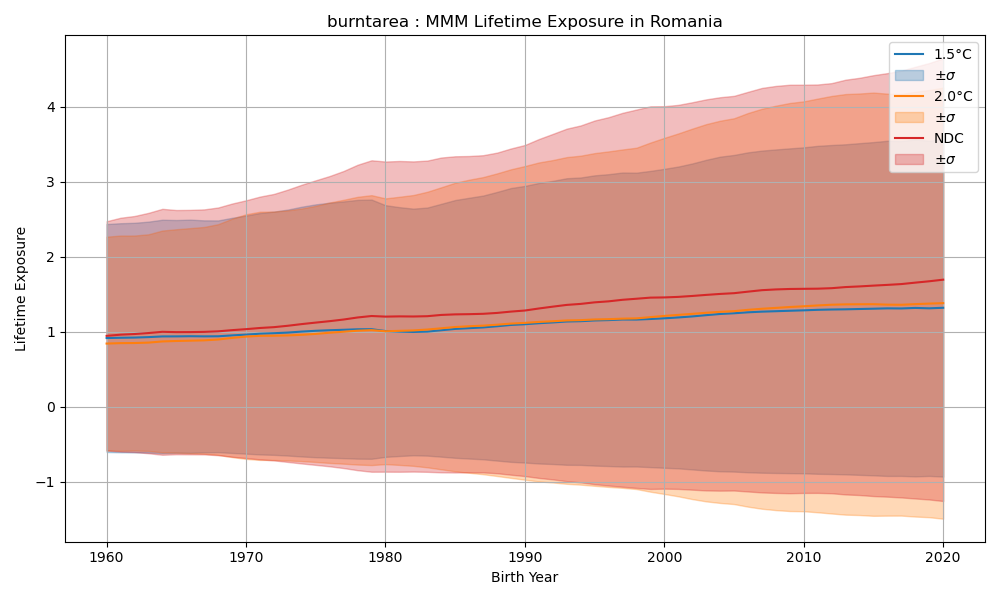 burntarea : MMM Lifetime Exposure in Romania
1.5°C
±σ
2.0°C
±σ
NDC
±σ
Lifetime Exposure
4
3
2
1
0
−1
1960
1970
1980
1990
2000
2010
2020
Birth Year